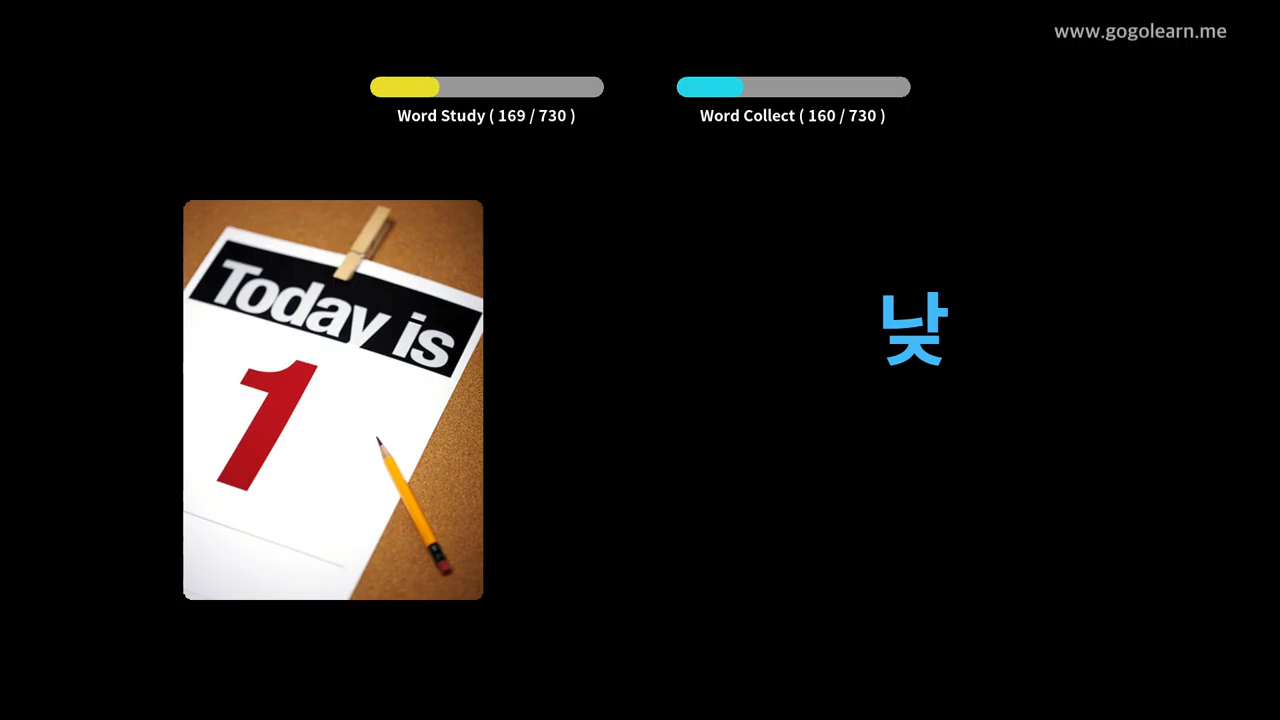 www.gogolearn.me
Word Study ( 169 / 730 )
Word Collect ( 160 / 730 )
Today is
1
낮